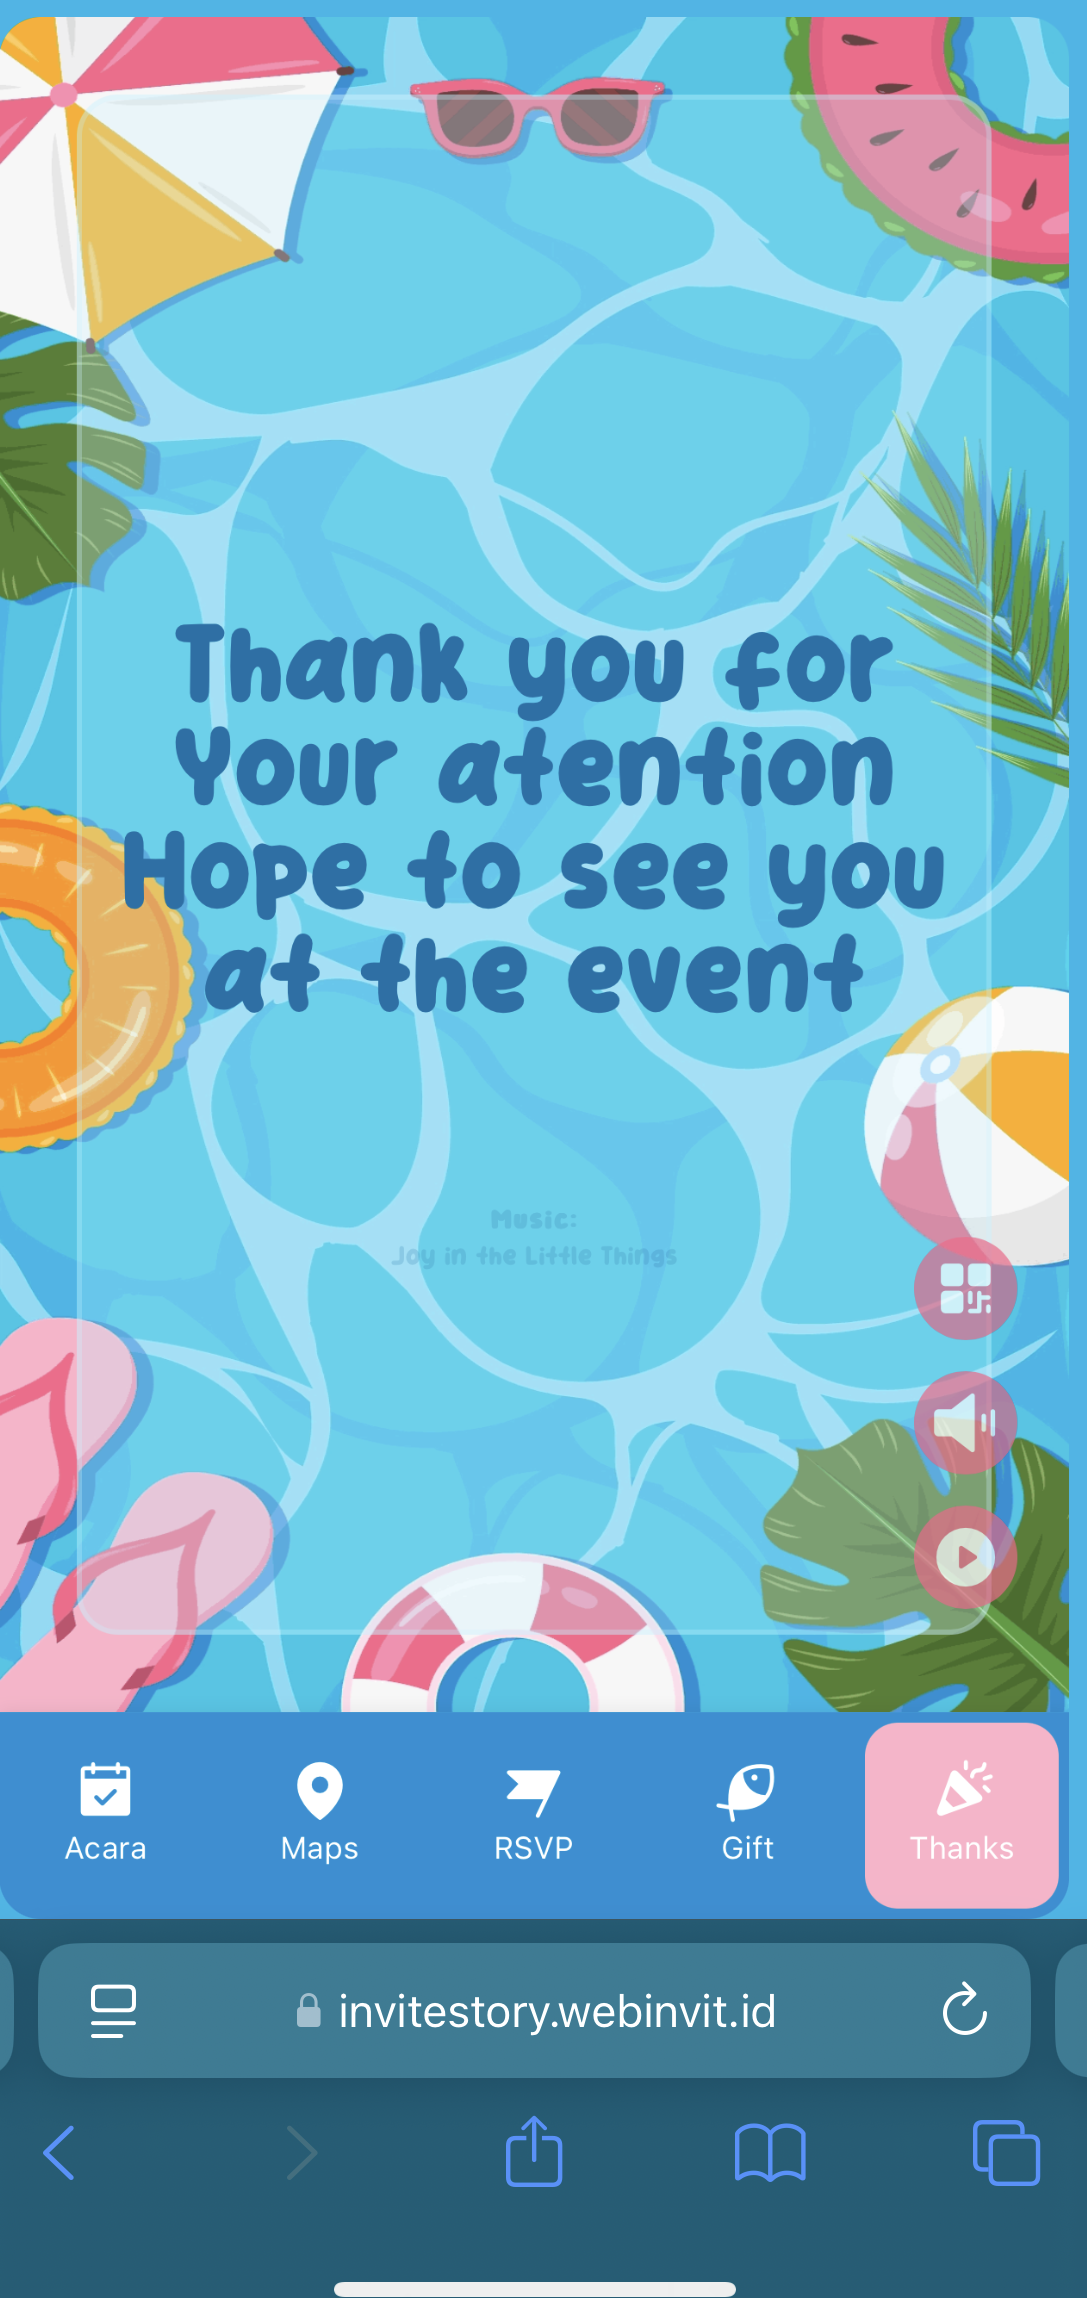 Thank you for
Your atention
Hope to see you
at the event
Music:
Joy in the Little Things
Acara
Maps
RSVP
Gift
Thanks
invitestory.webinvit.id